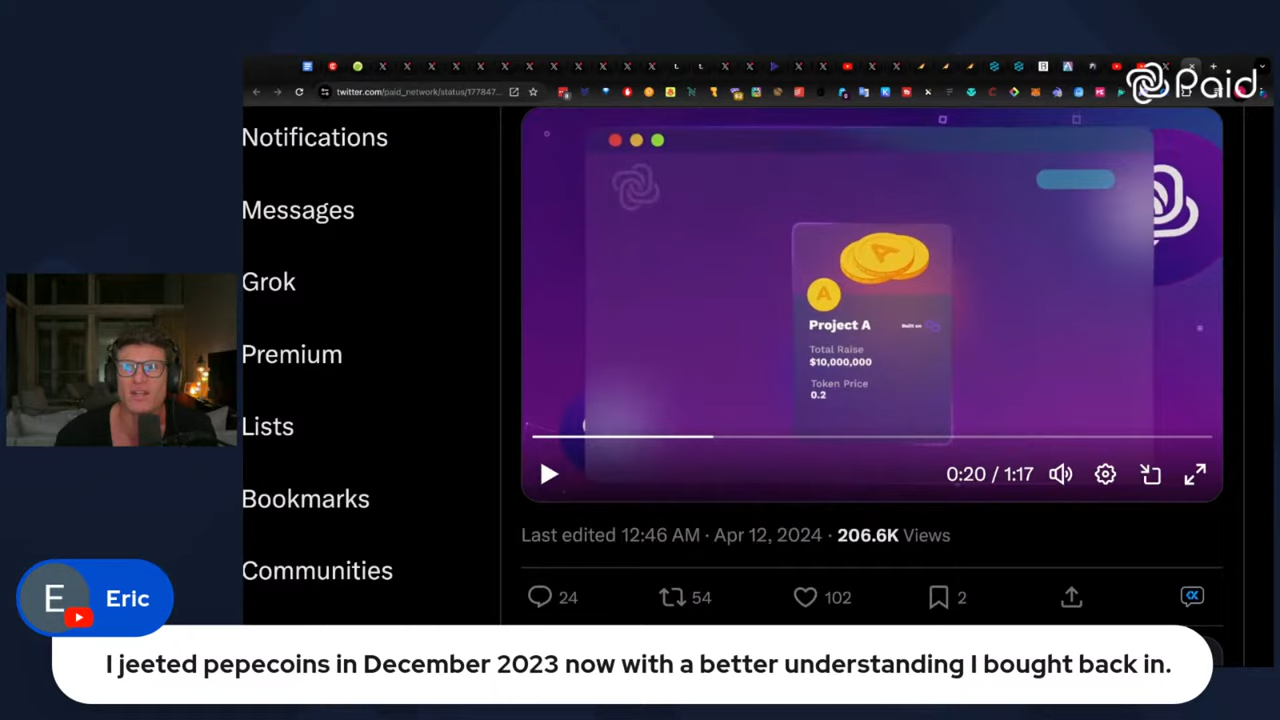 Paid
twitter.com/paid_network/status/177847...
Notifications
Messages
Grok
Premium
Lists
Bookmarks
Communities
A
A
Project A
Built on
Total Raise
$10,000,000
Token Price
0.2
0:20 / 1:17
Last edited 12:46 AM · Apr 12, 2024 · 206.6K Views
24 54 102 2
E Eric
I jeeted pepecoins in December 2023 now with a better understanding I bought back in.